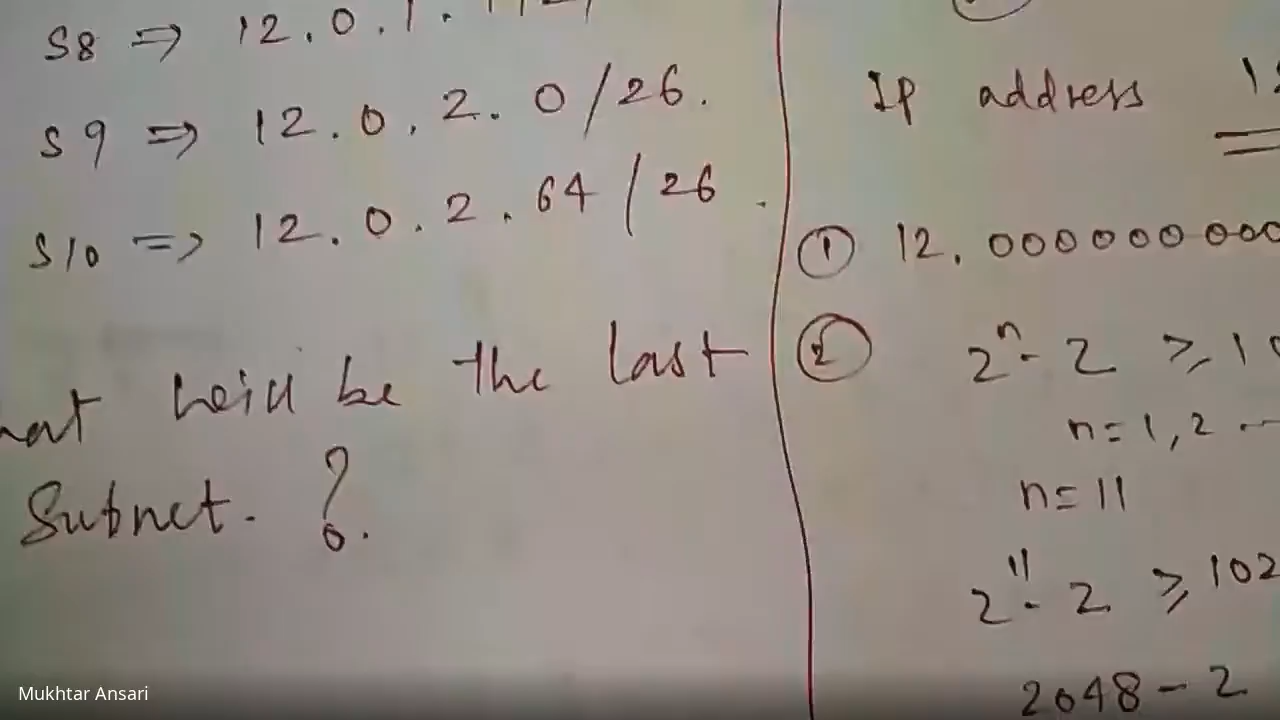 S8 => 12.0.1.
S9 => 12.0.2.0/26.
S10 => 12.0.2.64/26.
will be the last
Subnet. ?
Ip address
① 12.000000000
② 2ⁿ - 2 ≥ 10
n=1,2 --
n=11
2¹¹ - 2 ≥ 102
2048 - 2
Mukhtar Ansari